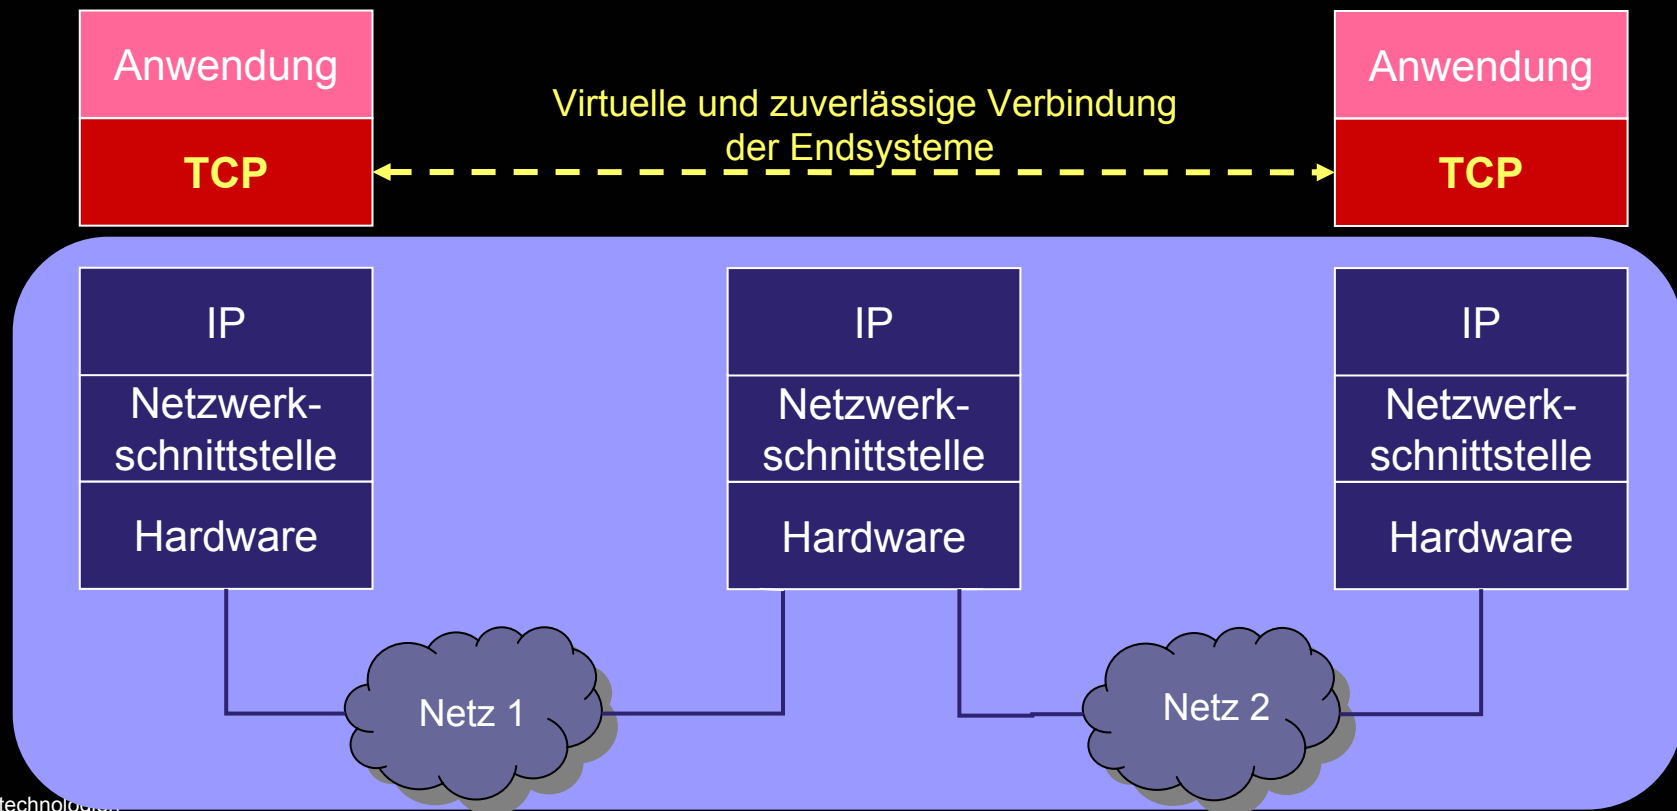 Anwendung
Anwendung
Virtuelle und zuverlässige Verbindung
der Endsysteme
TCP
TCP
IP
IP
IP
Netzwerk-
schnittstelle
Netzwerk-
schnittstelle
Netzwerk-
schnittstelle
Hardware
Hardware
Hardware
Netz 1
Netz 2